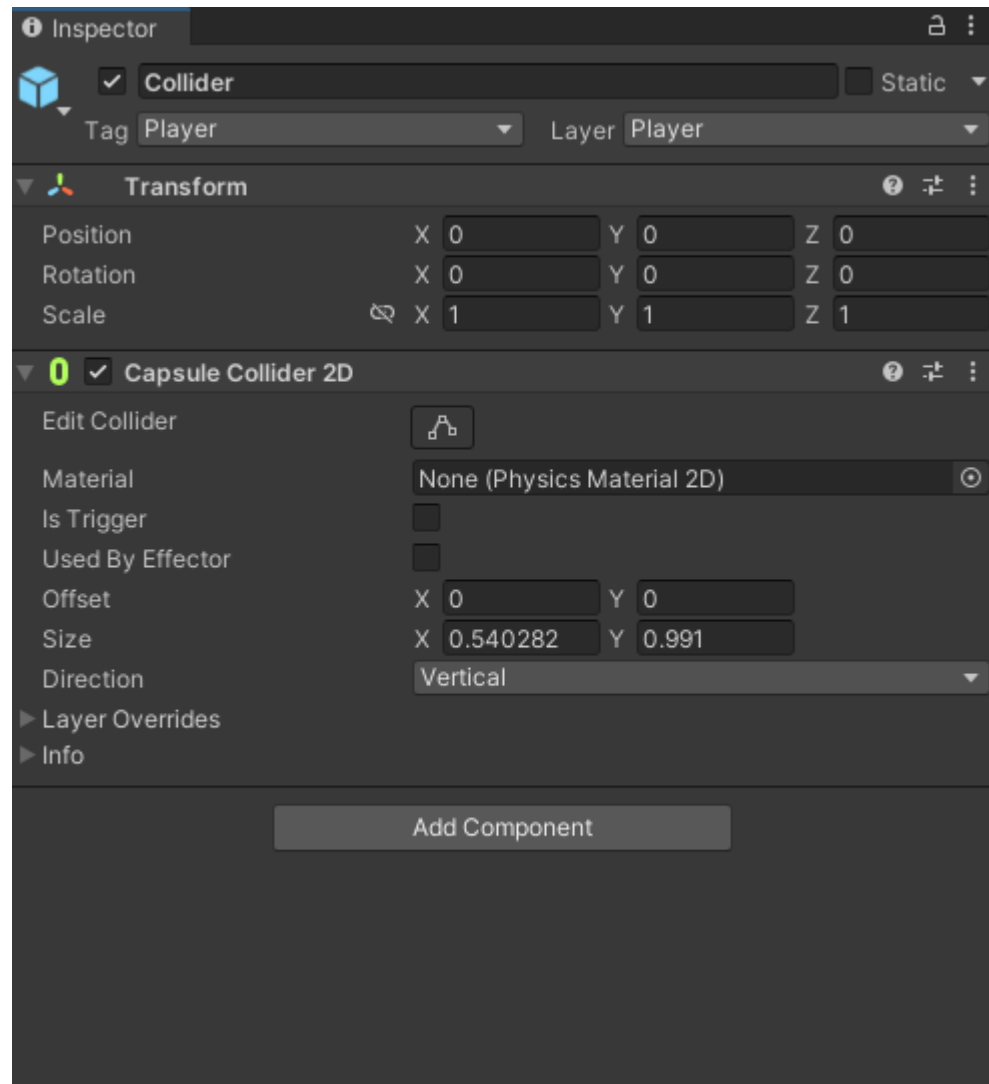 Inspector
Collider Static
Tag Player Layer Player
Transform
Position X 0 Y 0 Z 0
Rotation X 0 Y 0 Z 0
Scale X 1 Y 1 Z 1
Capsule Collider 2D
Edit Collider
Material None (Physics Material 2D)
Is Trigger
Used By Effector
Offset X 0 Y 0
Size X 0.540282 Y 0.991
Direction Vertical
Layer Overrides
Info
Add Component